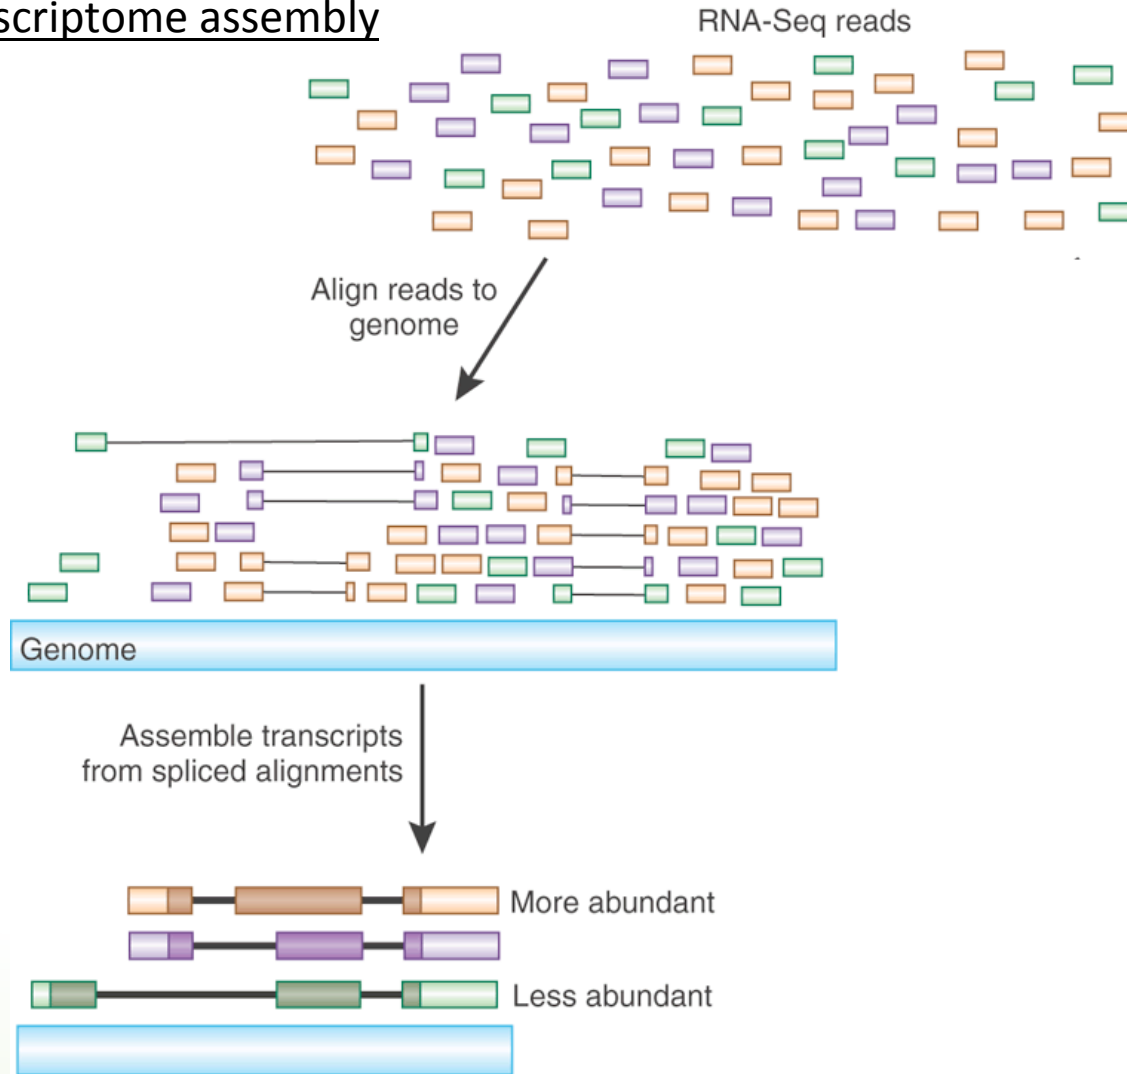 scriptome assembly
RNA-Seq reads
Align reads to
genome
Genome
Assemble transcripts
from spliced alignments
More abundant
Less abundant